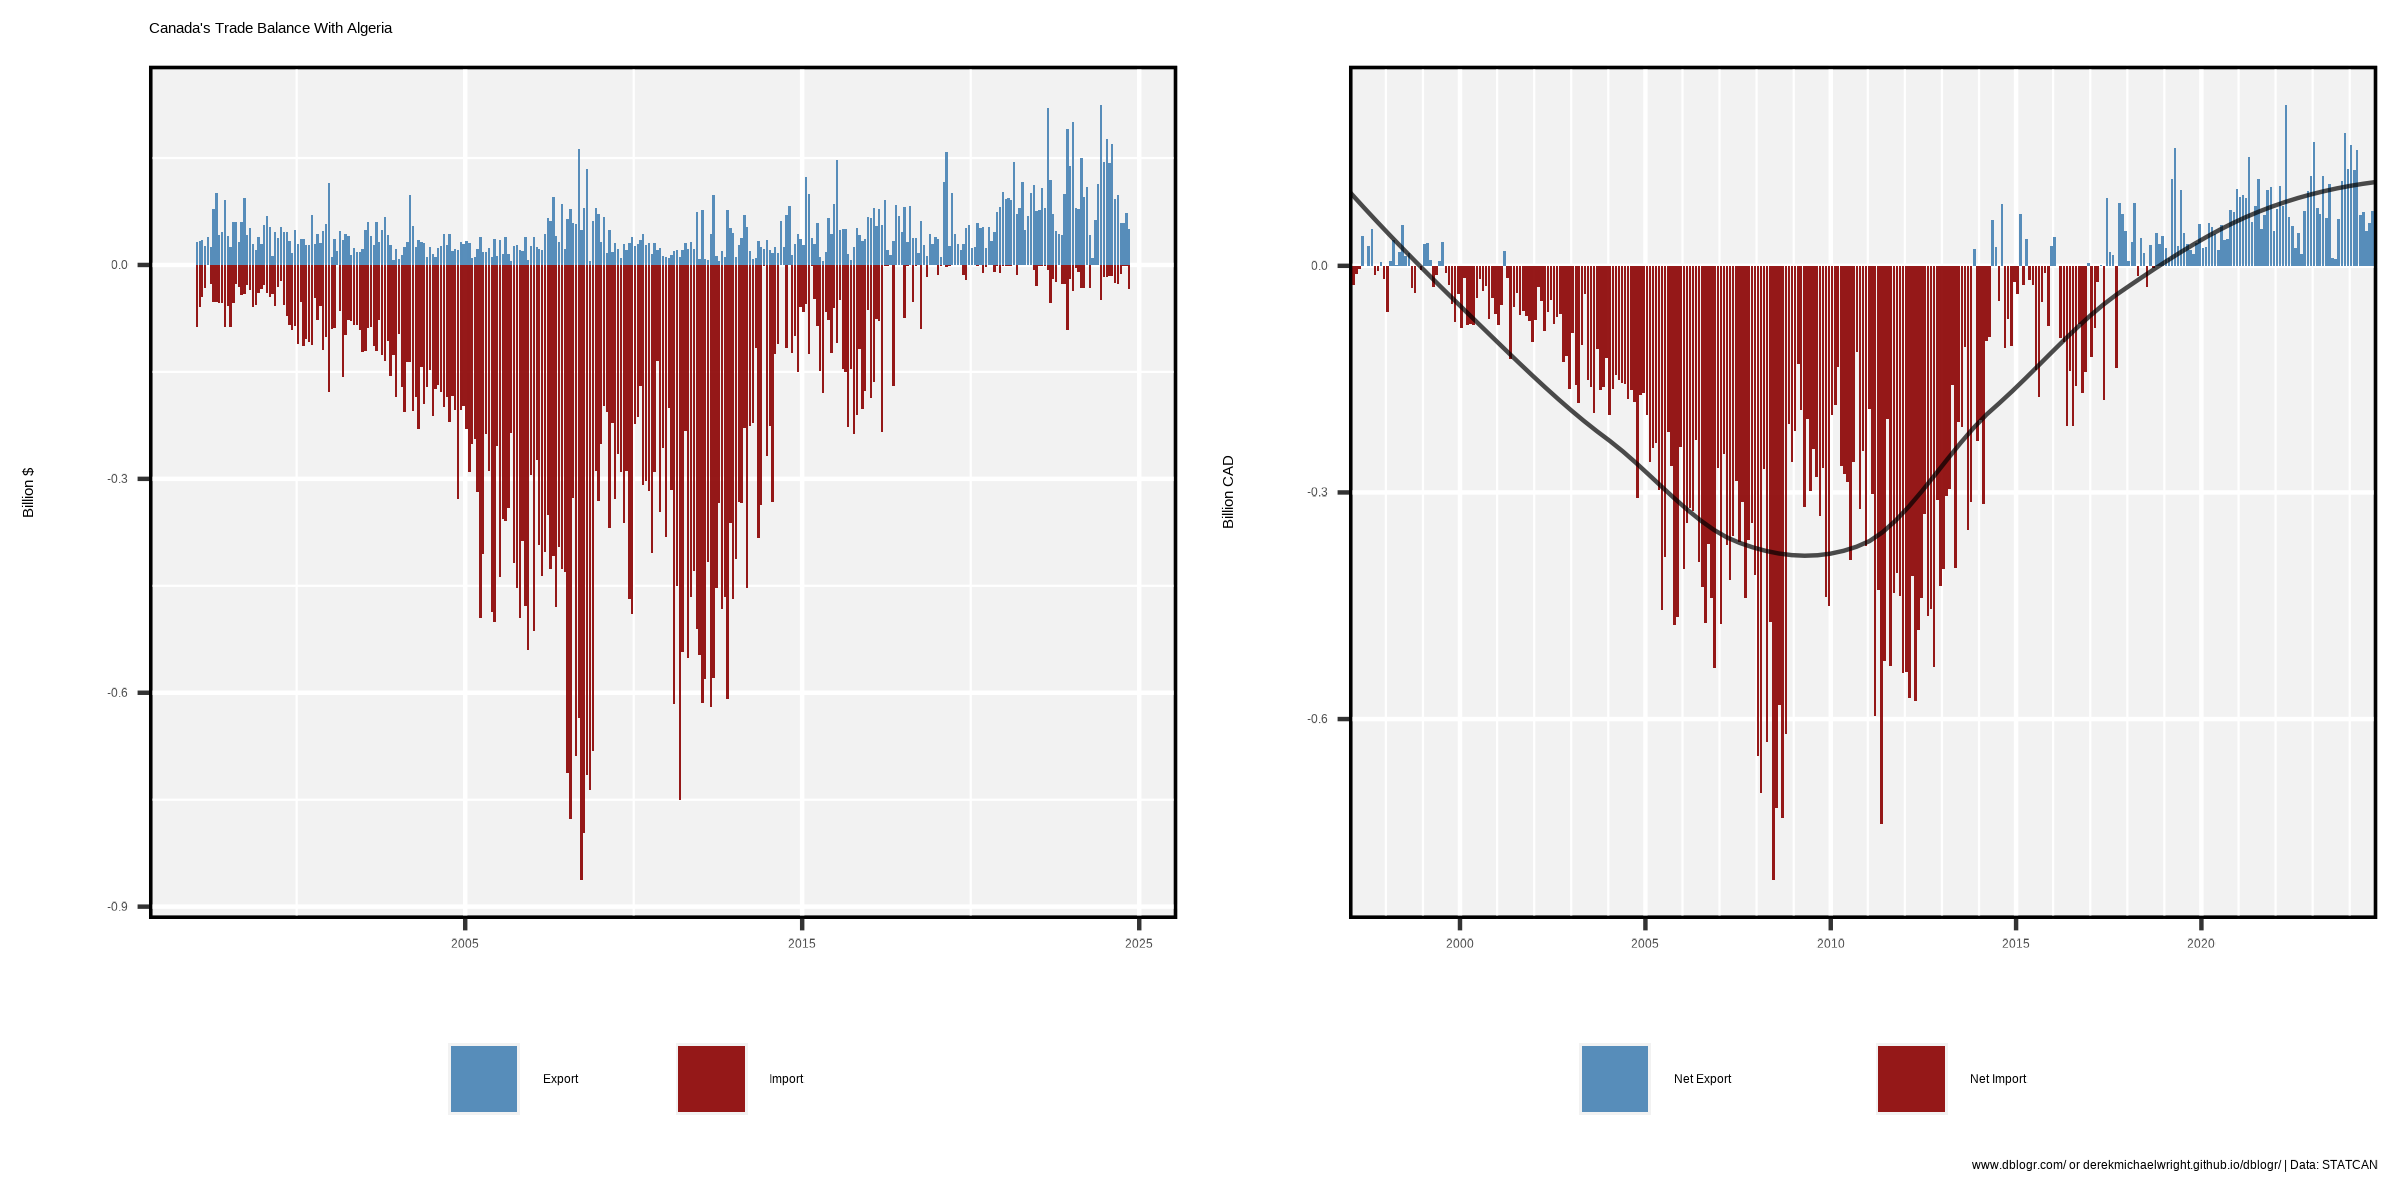 Canada's Trade Balance With Algeria
Billion $
0.0
-0.3
-0.6
-0.9
2005
2015
2025
Export
Import
Billion CAD
0.0
-0.3
-0.6
2000
2005
2010
2015
2020
Net Export
Net Import
www.dblogr.com/ or derekmichaelwright.github.io/dblogr/ | Data: STATCAN